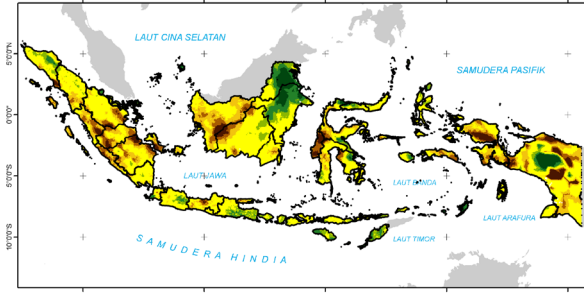 LAUT CINA SELATAN
SAMUDERA PASIFIK
5°0'0"N
0°0'0"
LAUT JAWA
LAUT BANDA
5°0'0"S
LAUT ARAFURA
SAMUDERA HINDIA
LAUT TIMOR
10°0'0"S